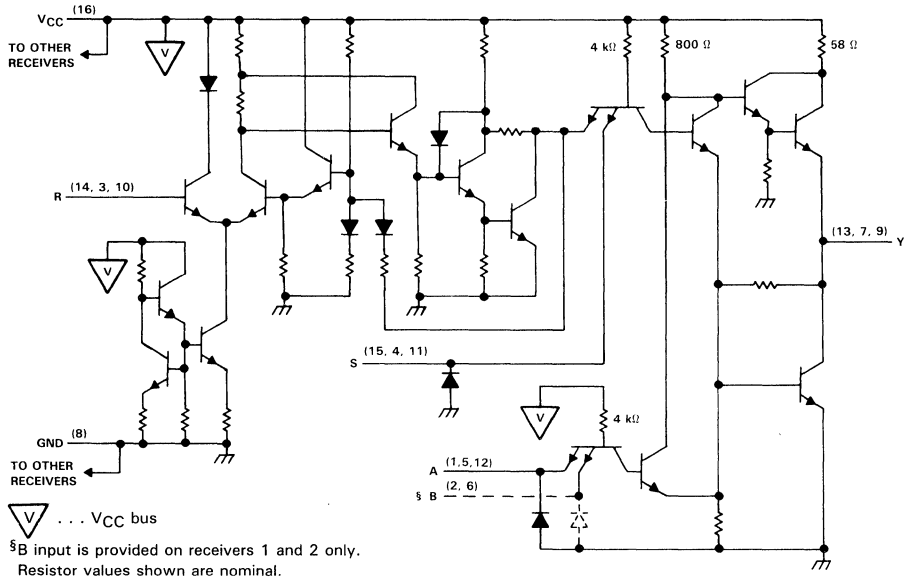 VCC (16)
TO OTHER
RECEIVERS
V
4 kΩ
800 Ω
58 Ω
R (14, 3, 10)
(13, 7, 9) Y
V
S (15, 4, 11)
V
4 kΩ
GND (8)
TO OTHER
RECEIVERS
A (1,5,12)
§ B (2, 6)
V ... VCC bus
§B input is provided on receivers 1 and 2 only.
Resistor values shown are nominal.